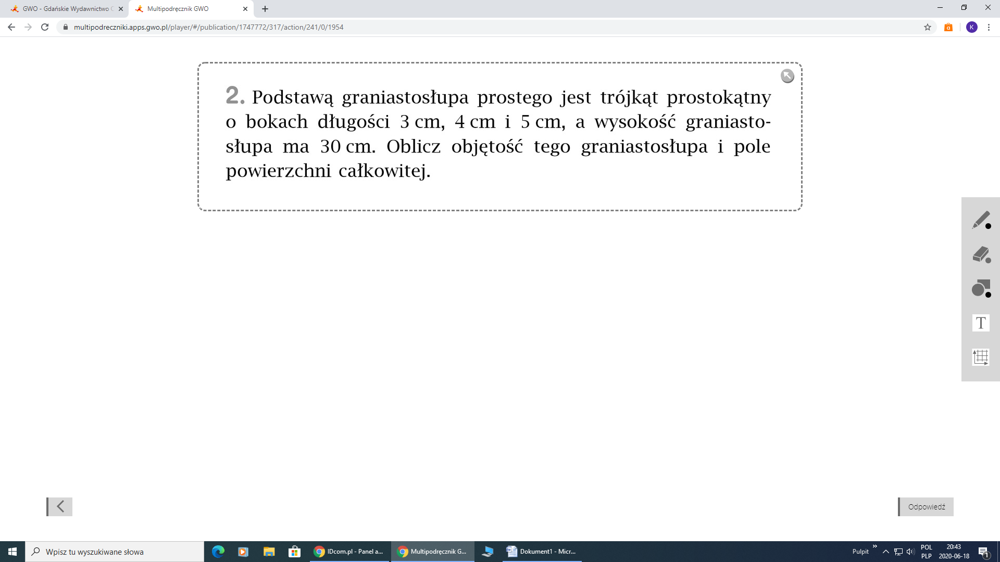 GWO - Gdańskie Wydawnictwo
Multipodręcznik GWO
multipodreczniki.apps.gwo.pl/player/#/publication/1747772/317/action/241/0/1954
K
2. Podstawą graniastosłupa prostego jest trójkąt prostokątny
o bokach długości 3 cm, 4 cm i 5 cm, a wysokość graniasto-
słupa ma 30 cm. Oblicz objętość tego graniastosłupa i pole
powierzchni całkowitej.
T
Odpowiedź
Wpisz tu wyszukiwane słowa
IDcom.pl - Panel a...
Multipodręcznik G...
Dokument1 - Micr...
Pulpit
POL
PLP
20:43
2020-06-18
1